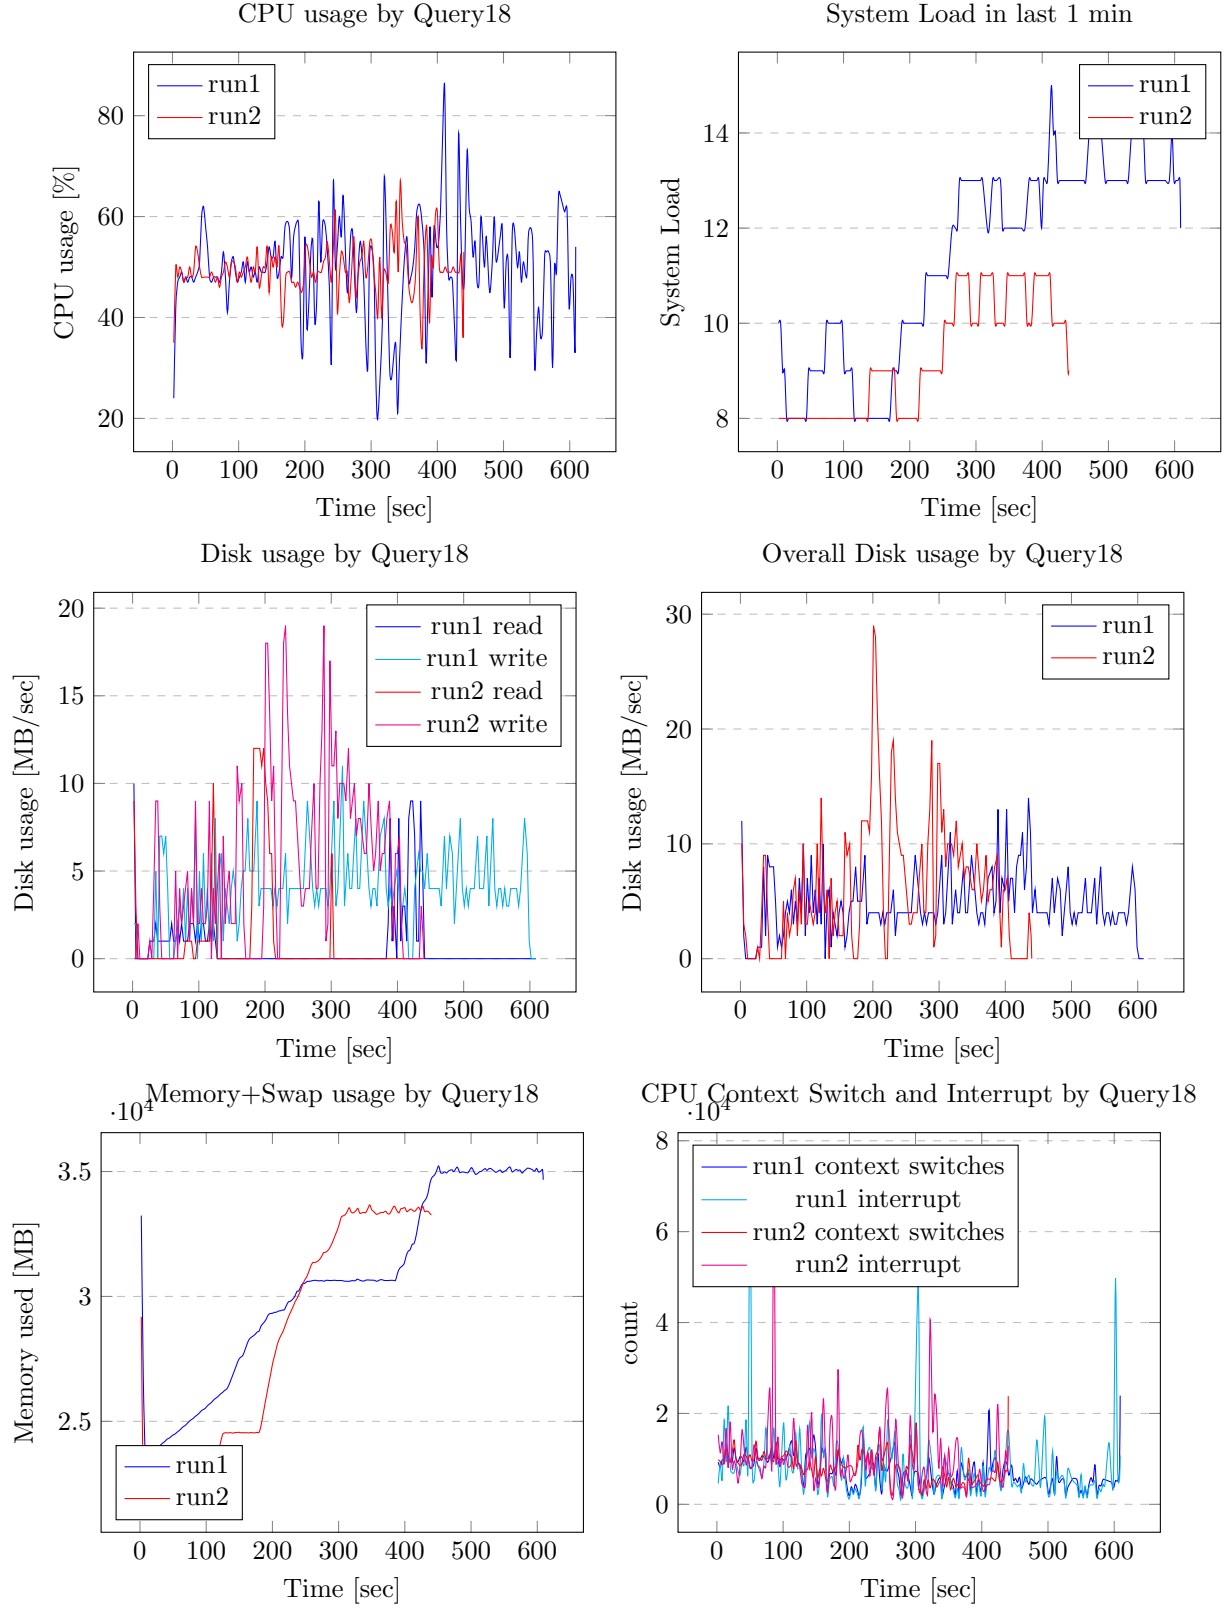 CPU usage by Query18
run1
run2
80
60
40
20
CPU usage [%]
0 100 200 300 400 500 600
Time [sec]
System Load in last 1 min
run1
run2
14
12
10
8
System Load
0 100 200 300 400 500 600
Time [sec]
Disk usage by Query18
run1 read
run1 write
run2 read
run2 write
20
15
10
5
0
Disk usage [MB/sec]
0 100 200 300 400 500 600
Time [sec]
Overall Disk usage by Query18
run1
run2
30
20
10
0
Disk usage [MB/sec]
0 100 200 300 400 500 600
Time [sec]
Memory+Swap usage by Query18
·10⁴
3.5
3
2.5
Memory used [MB]
run1
run2
0 100 200 300 400 500 600
Time [sec]
CPU Context Switch and Interrupt by Query18
·10⁴
run1 context switches
run1 interrupt
run2 context switches
run2 interrupt
8
6
4
2
0
count
0 100 200 300 400 500 600
Time [sec]